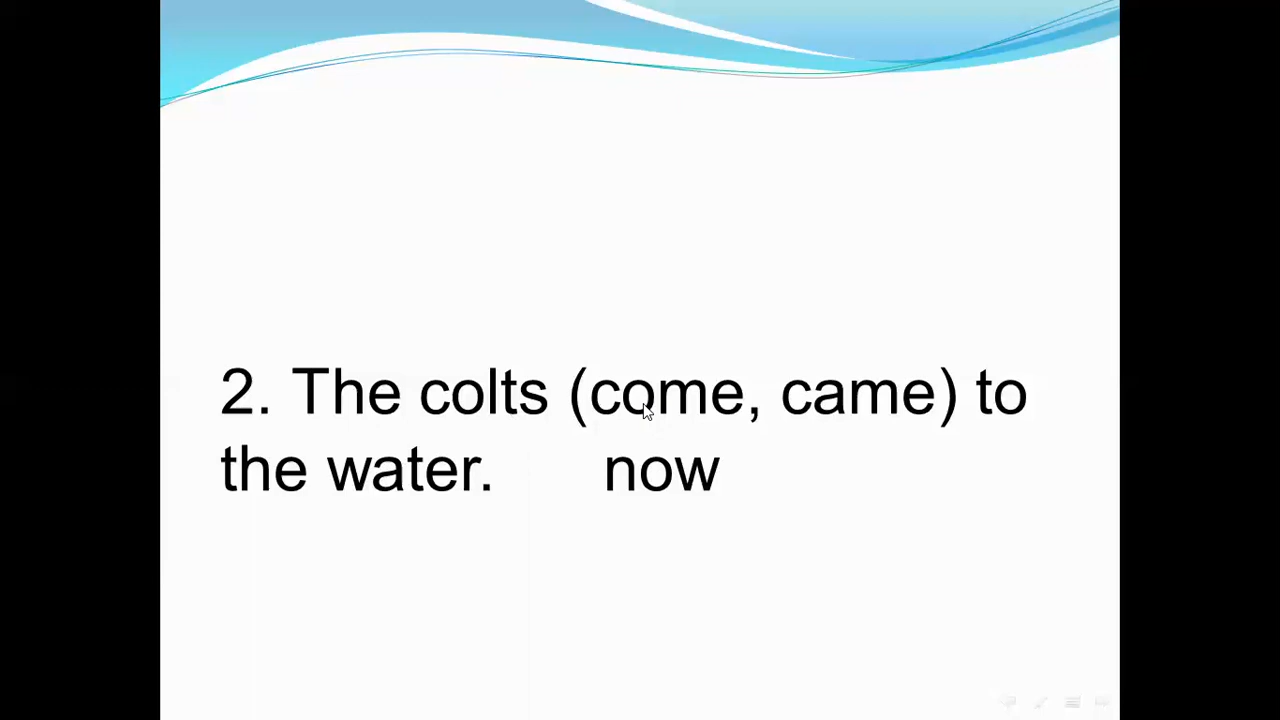 2. The colts (come, came) to
the water. now